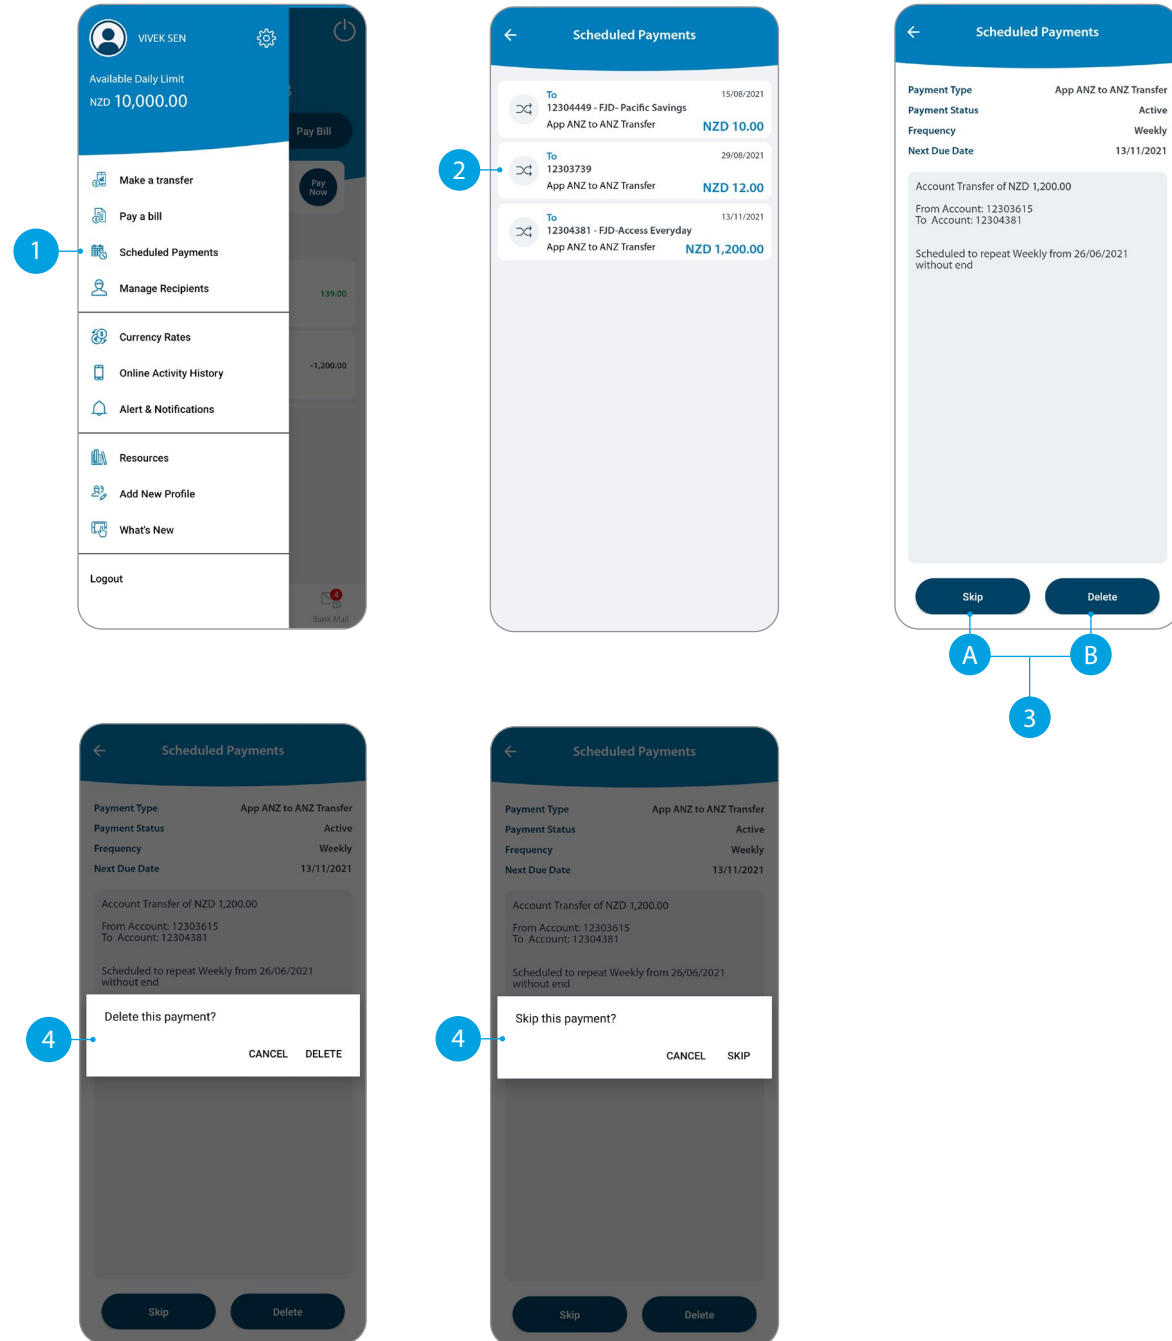 VIVEK SEN
Available Daily Limit
NZD 10,000.00
Pay Bill
Pay
Now
Make a transfer
Pay a bill
1
Scheduled Payments
Manage Recipients
139.00
Currency Rates
Online Activity History
-1,200.00
Alert & Notifications
Resources
Add New Profile
What's New
Logout
4
Bank Mail
Scheduled Payments
To
15/08/2021
12304449 - FJD- Pacific Savings
App ANZ to ANZ Transfer
NZD 10.00
2
To
29/08/2021
12303739
App ANZ to ANZ Transfer
NZD 12.00
To
13/11/2021
12304381 - FJD-Access Everyday
App ANZ to ANZ Transfer
NZD 1,200.00
Scheduled Payments
Payment Type App ANZ to ANZ Transfer
Payment Status Active
Frequency Weekly
Next Due Date 13/11/2021
Account Transfer of NZD 1,200.00
From Account: 12303615
To Account: 12304381
Scheduled to repeat Weekly from 26/06/2021
without end
Skip Delete
A B
3
Scheduled Payments
Payment Type App ANZ to ANZ Transfer
Payment Status Active
Frequency Weekly
Next Due Date 13/11/2021
Account Transfer of NZD 1,200.00
From Account: 12303615
To Account: 12304381
Scheduled to repeat Weekly from 26/06/2021
without end
Delete this payment?
4
CANCEL DELETE
Skip Delete
Scheduled Payments
Payment Type App ANZ to ANZ Transfer
Payment Status Active
Frequency Weekly
Next Due Date 13/11/2021
Account Transfer of NZD 1,200.00
From Account: 12303615
To Account: 12304381
Scheduled to repeat Weekly from 26/06/2021
without end
Skip this payment?
4
CANCEL SKIP
Skip Delete